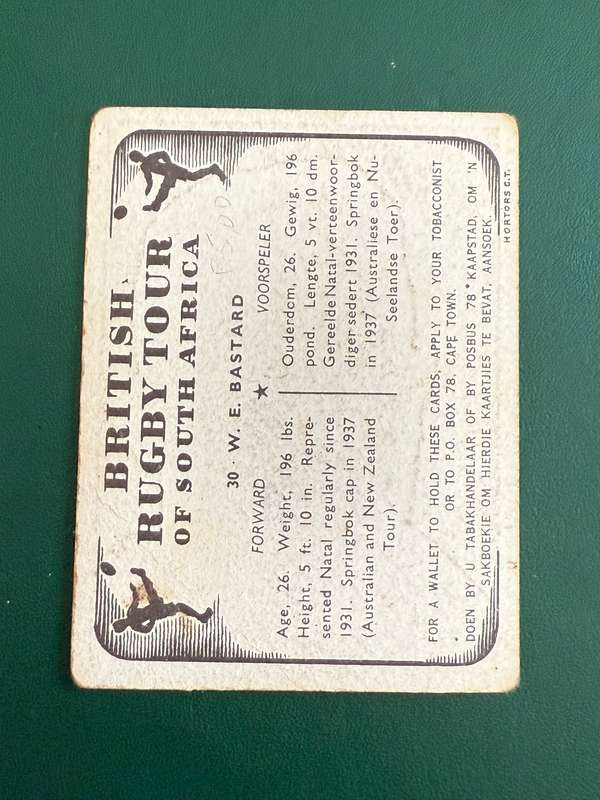 BRITISH
RUGBY TOUR
OF SOUTH AFRICA
30 · W. E. BASTARD
FORWARD
★
VOORSPELER
Age, 26. Weight, 196 lbs.
Height, 5 ft. 10 in. Repre-
sented Natal regularly since
1931. Springbok cap in 1937
(Australian and New Zealand
Tour).
Ouderdom, 26. Gewig, 196
pond. Lengte, 5 vt. 10 dm.
Gereelde Natal-verteenwoor-
diger sedert 1931. Springbok
in 1937 (Australiese en Nu-
Seelandse Toer).
FOR A WALLET TO HOLD THESE CARDS, APPLY TO YOUR TOBACCONIST
OR TO P.O. BOX 78, CAPE TOWN.
DOEN BY U TABAKHANDELAAR OF BY POSBUS 78 KAAPSTAD, OM 'N
SAKBOEKIE OM HIERDIE KAARTJIES TE BEVAT, AANSOEK.
HORTORS C.T.